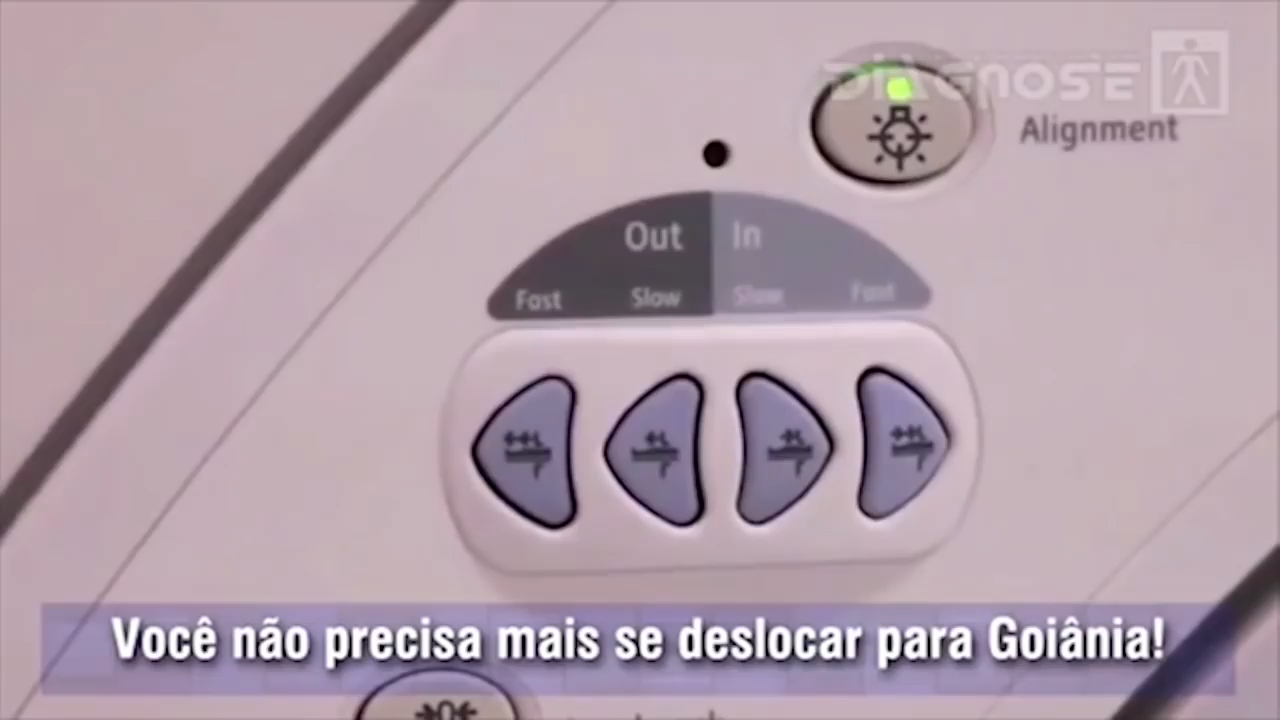 DIAGNOSE
Alignment
Out In
Fast Slow Slow Fast
Você não precisa mais se deslocar para Goiânia!